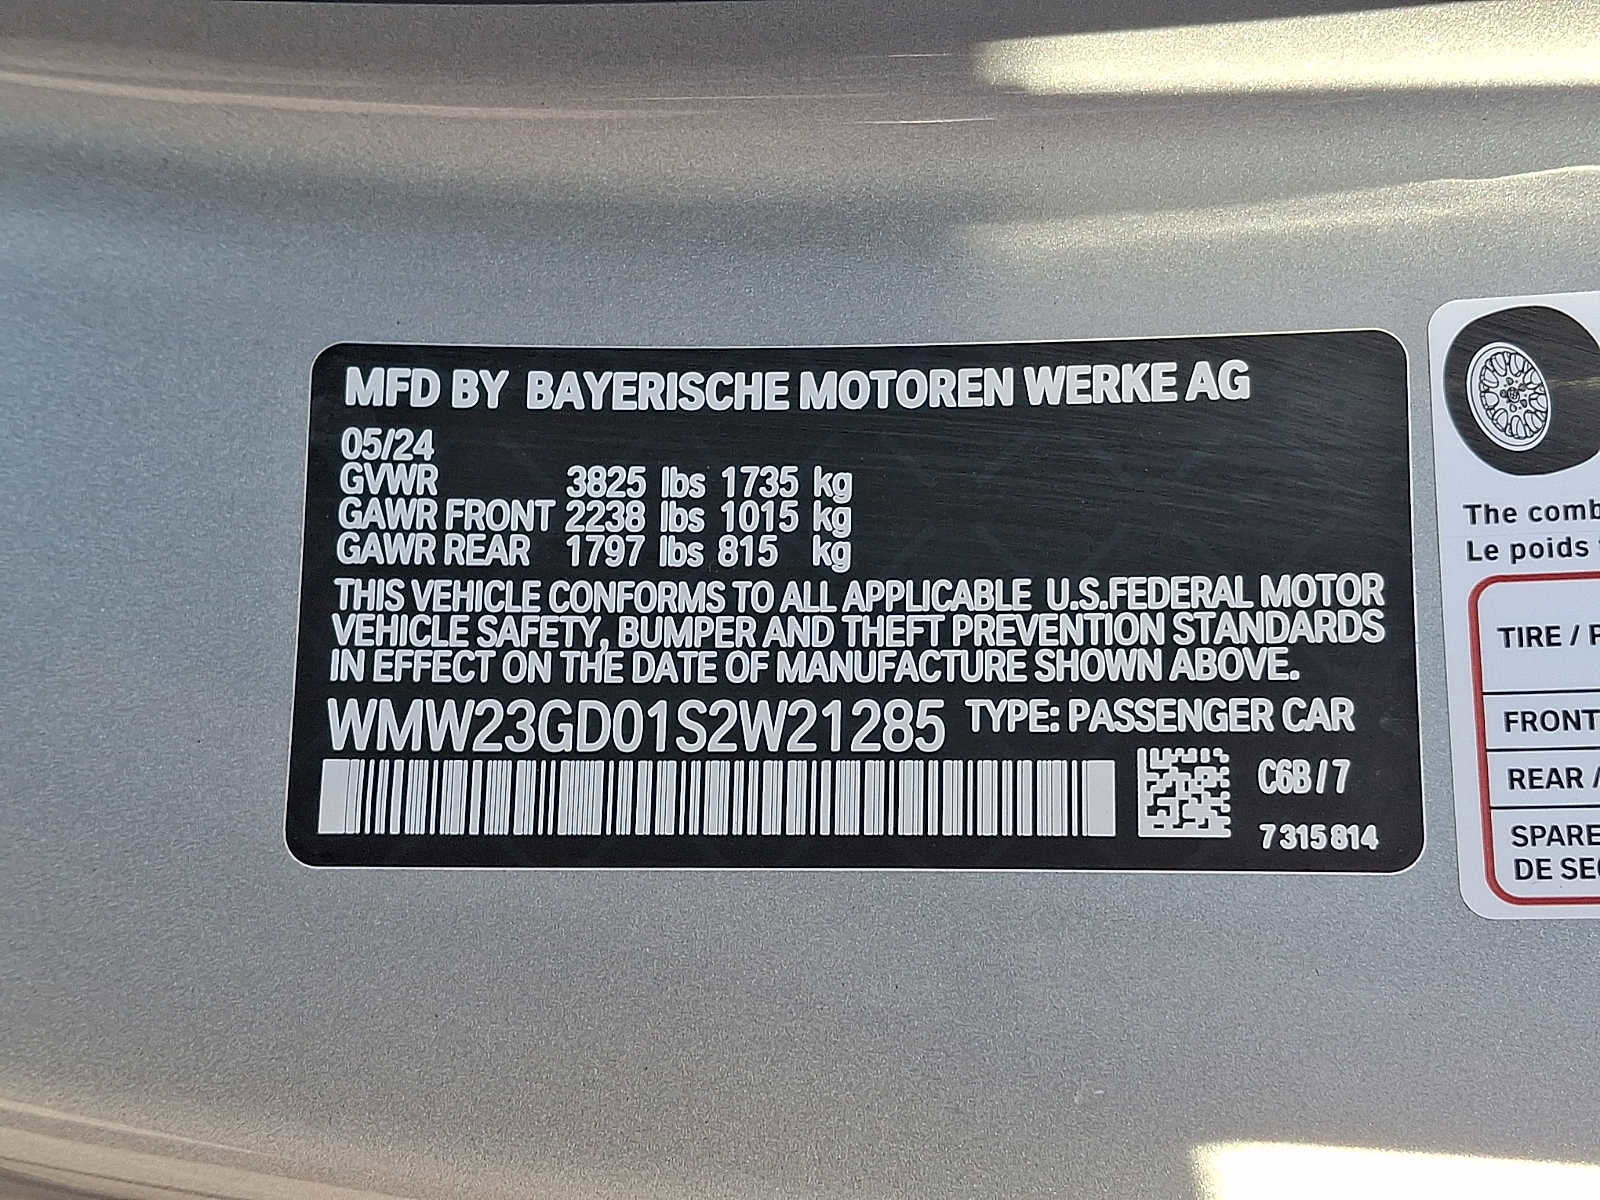 MFD BY BAYERISCHE MOTOREN WERKE AG
05/24
GVWR 3825 lbs 1735 kg
GAWR FRONT 2238 lbs 1015 kg
GAWR REAR 1797 lbs 815 kg
THIS VEHICLE CONFORMS TO ALL APPLICABLE U.S.FEDERAL MOTOR
VEHICLE SAFETY, BUMPER AND THEFT PREVENTION STANDARDS
IN EFFECT ON THE DATE OF MANUFACTURE SHOWN ABOVE.
WMW23GD01S2W21285 TYPE: PASSENGER CAR
C6B/7
7 315 814
The comb
Le poids
TIRE /
FRONT
REAR /
SPARE
DE SE